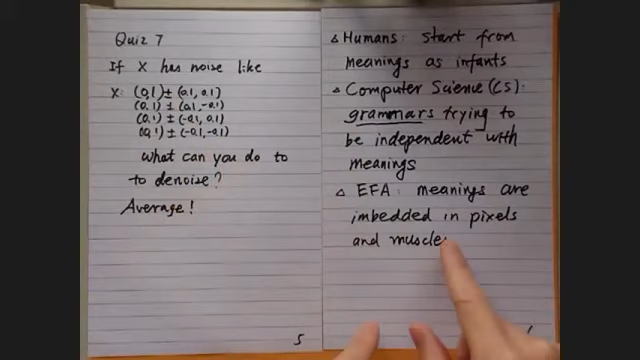 Quiz 7
If X has noise like
X: (0,1) ± (0.1, 0.1)
(0,1) ± (0.1, -0.1)
(0,1) ± (-0.1, 0.1)
(0,1) ± (-0.1, -0.1)
what can you do to
to denoise?
Average!
5
△ Humans: start from
meanings as infants
△ Computer Science (CS):
grammars trying to
be independent with
meanings
△ EFA: meanings are
imbedded in pixels
and muscle